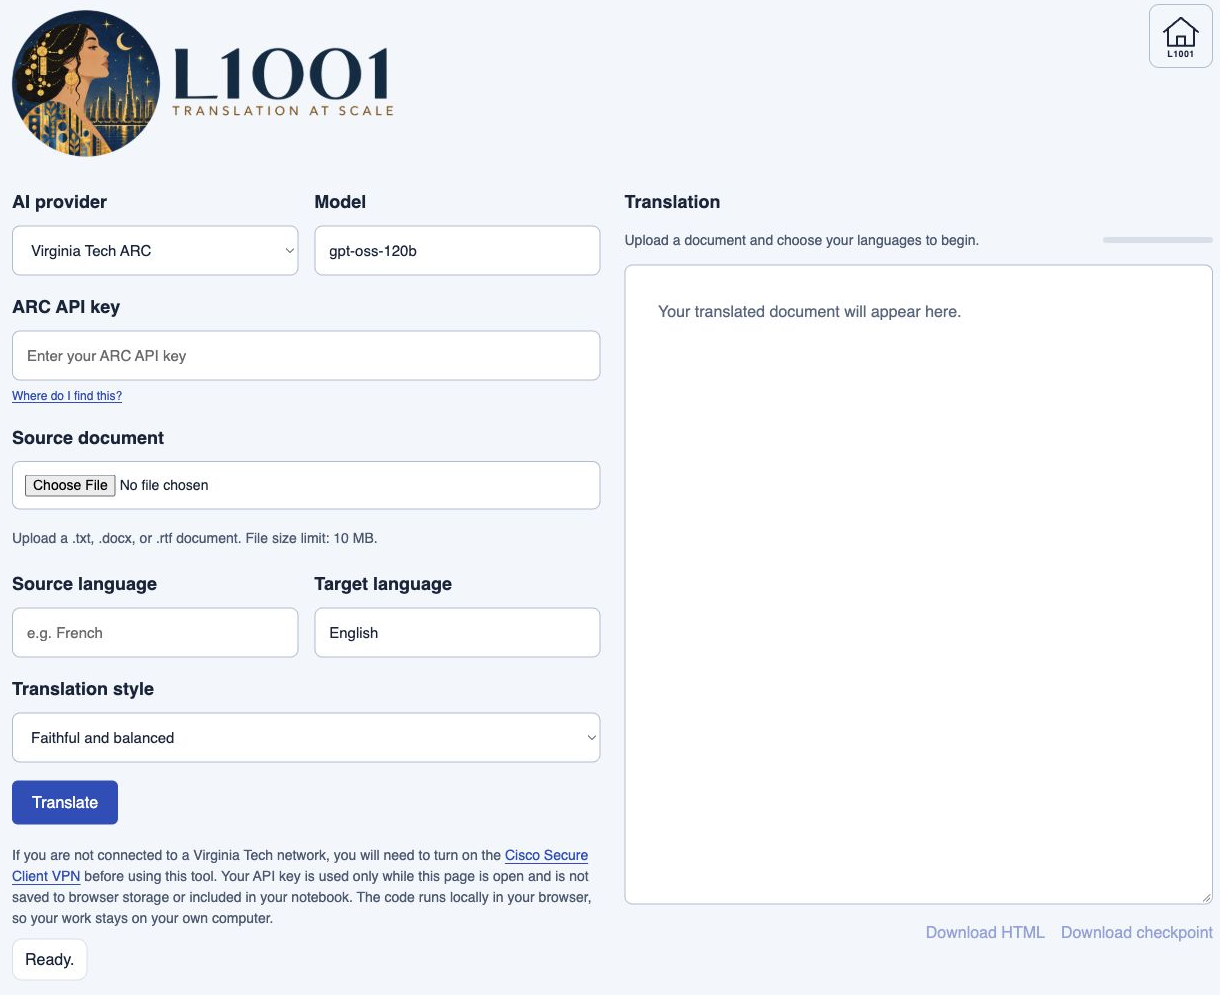 L1001
TRANSLATION AT SCALE
L1001
AI provider
Model
Virginia Tech ARC
gpt-oss-120b
ARC API key
Enter your ARC API key
Where do I find this?
Source document
Choose File No file chosen
Upload a .txt, .docx, or .rtf document. File size limit: 10 MB.
Source language
Target language
e.g. French
English
Translation style
Faithful and balanced
Translate
If you are not connected to a Virginia Tech network, you will need to turn on the Cisco Secure
Client VPN before using this tool. Your API key is used only while this page is open and is not
saved to browser storage or included in your notebook. The code runs locally in your browser,
so your work stays on your own computer.
Ready.
Translation
Upload a document and choose your languages to begin.
Your translated document will appear here.
Download HTML Download checkpoint